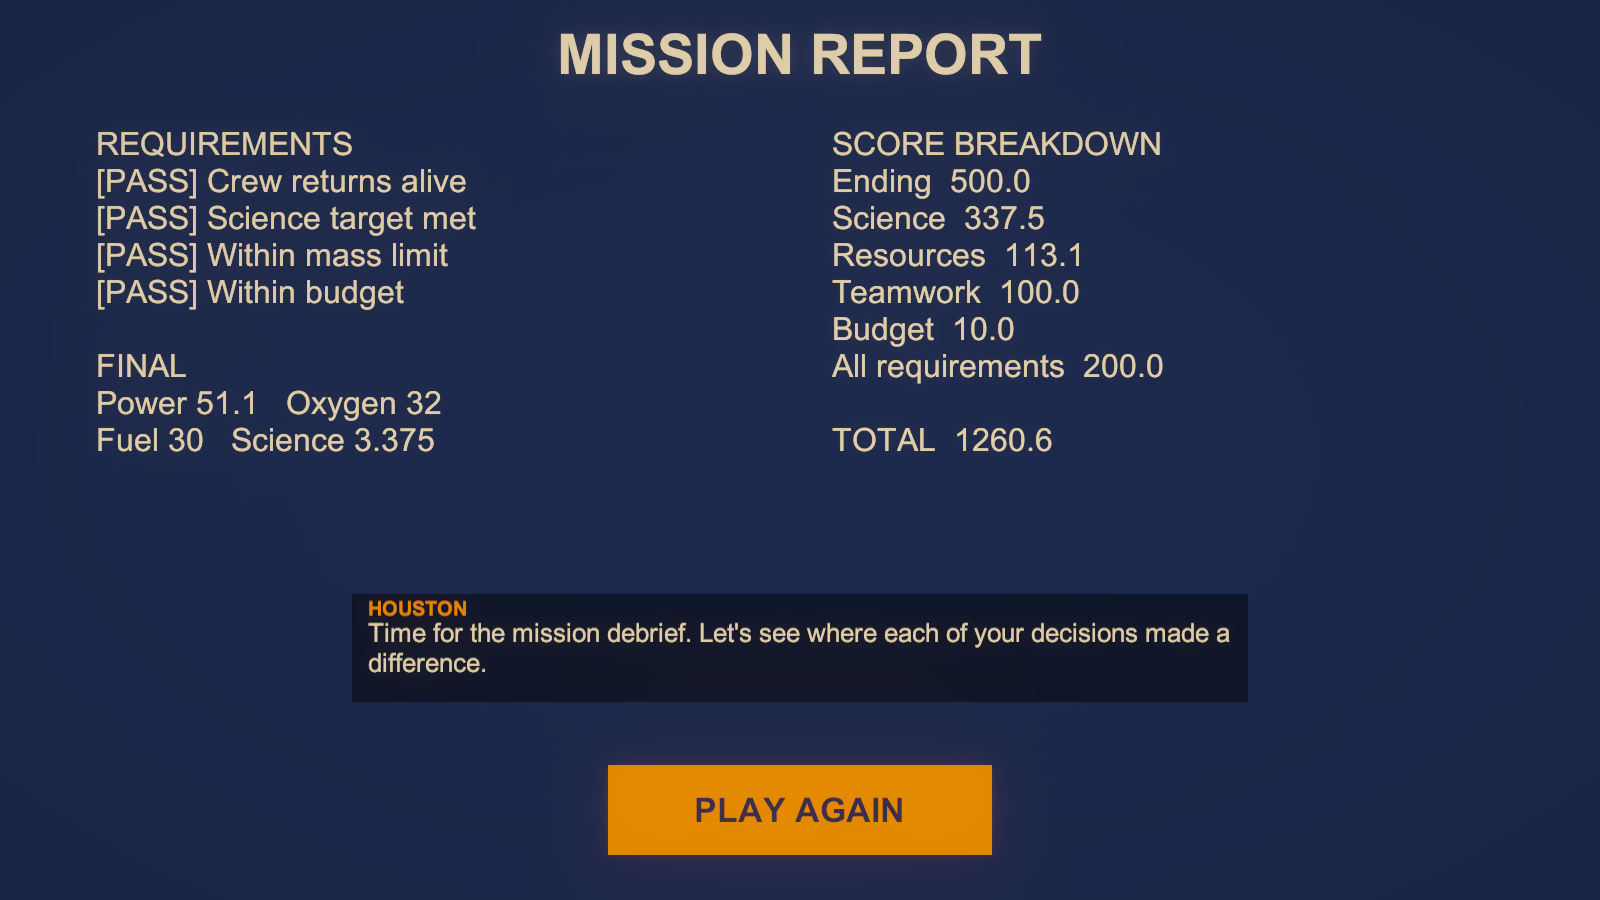 MISSION REPORT
REQUIREMENTS
[PASS] Crew returns alive
[PASS] Science target met
[PASS] Within mass limit
[PASS] Within budget
FINAL
Power 51.1   Oxygen 32
Fuel 30   Science 3.375
SCORE BREAKDOWN
Ending  500.0
Science  337.5
Resources  113.1
Teamwork  100.0
Budget  10.0
All requirements  200.0
TOTAL  1260.6
HOUSTON
Time for the mission debrief. Let's see where each of your decisions made a
difference.
PLAY AGAIN